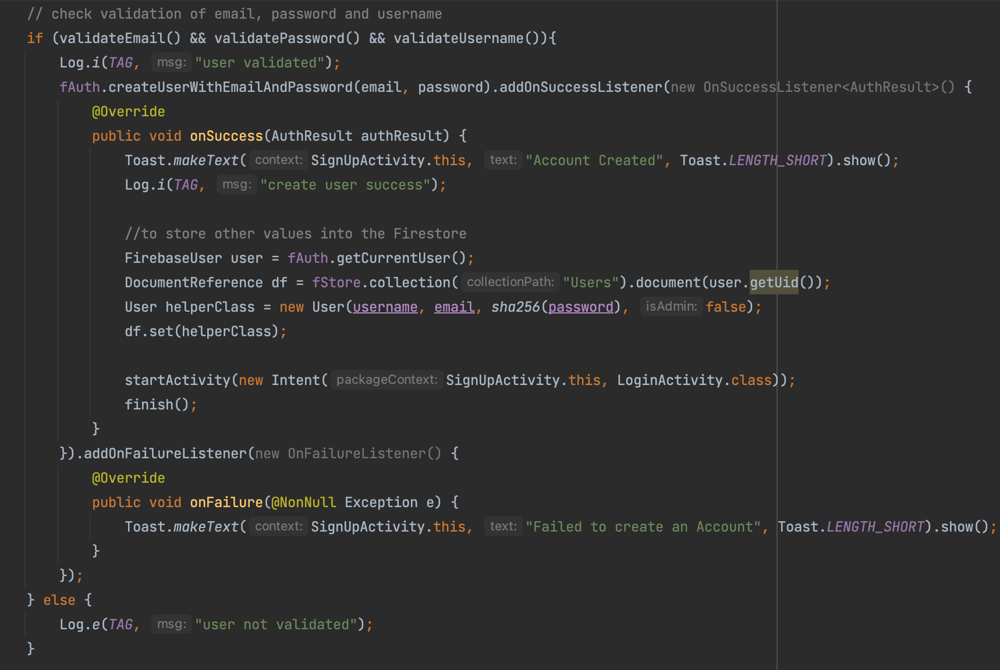 // check validation of email, password and username
if (validateEmail() && validatePassword() && validateUsername()){
Log.i(TAG, msg: "user validated");
fAuth.createUserWithEmailAndPassword(email, password).addOnSuccessListener(new OnSuccessListener<AuthResult>() {
@Override
public void onSuccess(AuthResult authResult) {
Toast.makeText( context: SignUpActivity.this, text: "Account Created", Toast.LENGTH_SHORT).show();
Log.i(TAG, msg: "create user success");
//to store other values into the Firestore
FirebaseUser user = fAuth.getCurrentUser();
DocumentReference df = fStore.collection( collectionPath: "Users").document(user.getUid());
User helperClass = new User(username, email, sha256(password), isAdmin: false);
df.set(helperClass);
startActivity(new Intent( packageContext: SignUpActivity.this, LoginActivity.class));
finish();
}
}).addOnFailureListener(new OnFailureListener() {
@Override
public void onFailure(@NonNull Exception e) {
Toast.makeText( context: SignUpActivity.this, text: "Failed to create an Account", Toast.LENGTH_SHORT).show();
}
});
} else {
Log.e(TAG, msg: "user not validated");
}